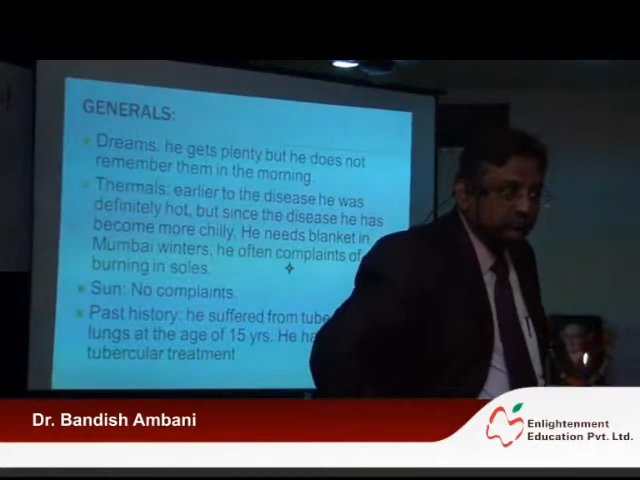 GENERALS:
Dreams: he gets plenty but he does not
remember them in the morning.
Thermals: earlier to the disease he was
definitely hot, but since the disease he has
become more chilly. He needs blanket in
Mumbai winters, he often complaints of
burning in soles.
Sun: No complaints.
Past history: he suffered from tube
lungs at the age of 15 yrs. He ha
tubercular treatment
Dr. Bandish Ambani
Enlightenment
Education Pvt. Ltd.